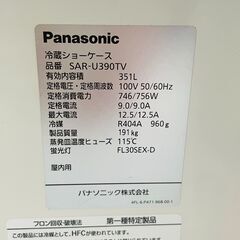 Panasonic
冷蔵ショーケース
品番 SAR-U390TV
有効内容積 351L
定格電圧・定格周波数 100V 50/60Hz
定格消費電力 746/756W
定格電流 9.0/9.0A
最大電流 12.5/12.5A
冷媒 R404A 960g
製品質量 191kg
蒸発皿温度ヒューズ 115℃
蛍光灯 FL30SEX-D
屋内用
パナソニック株式会社
フロン回収・破壊法 第一種特定製品